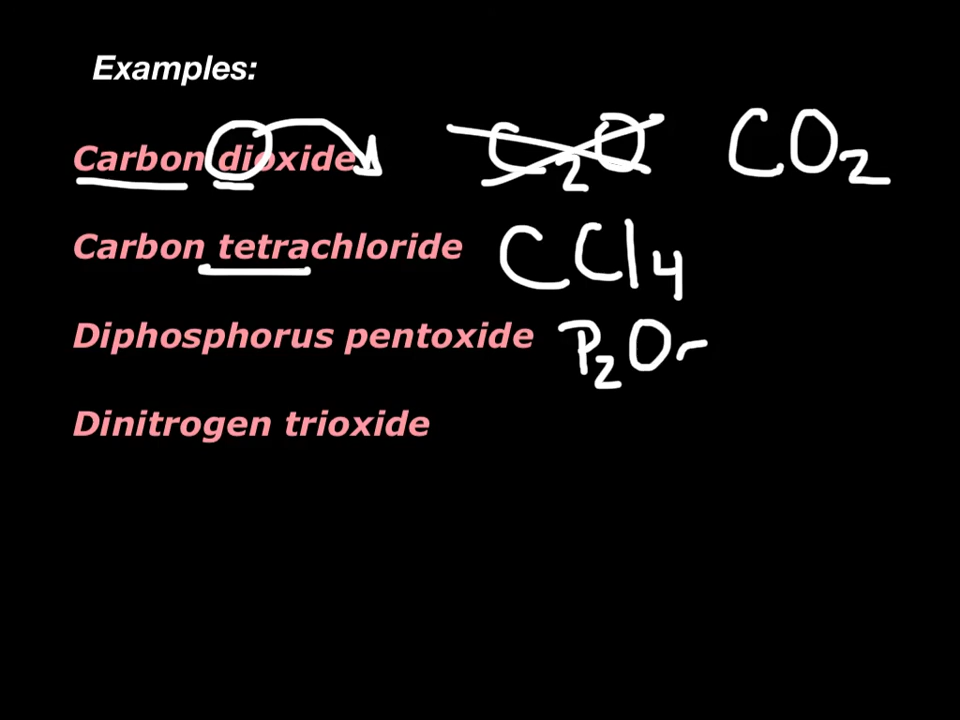 Examples:
Carbon dioxide C₂O CO₂
Carbon tetrachloride CCl₄
Diphosphorus pentoxide P₂O
Dinitrogen trioxide